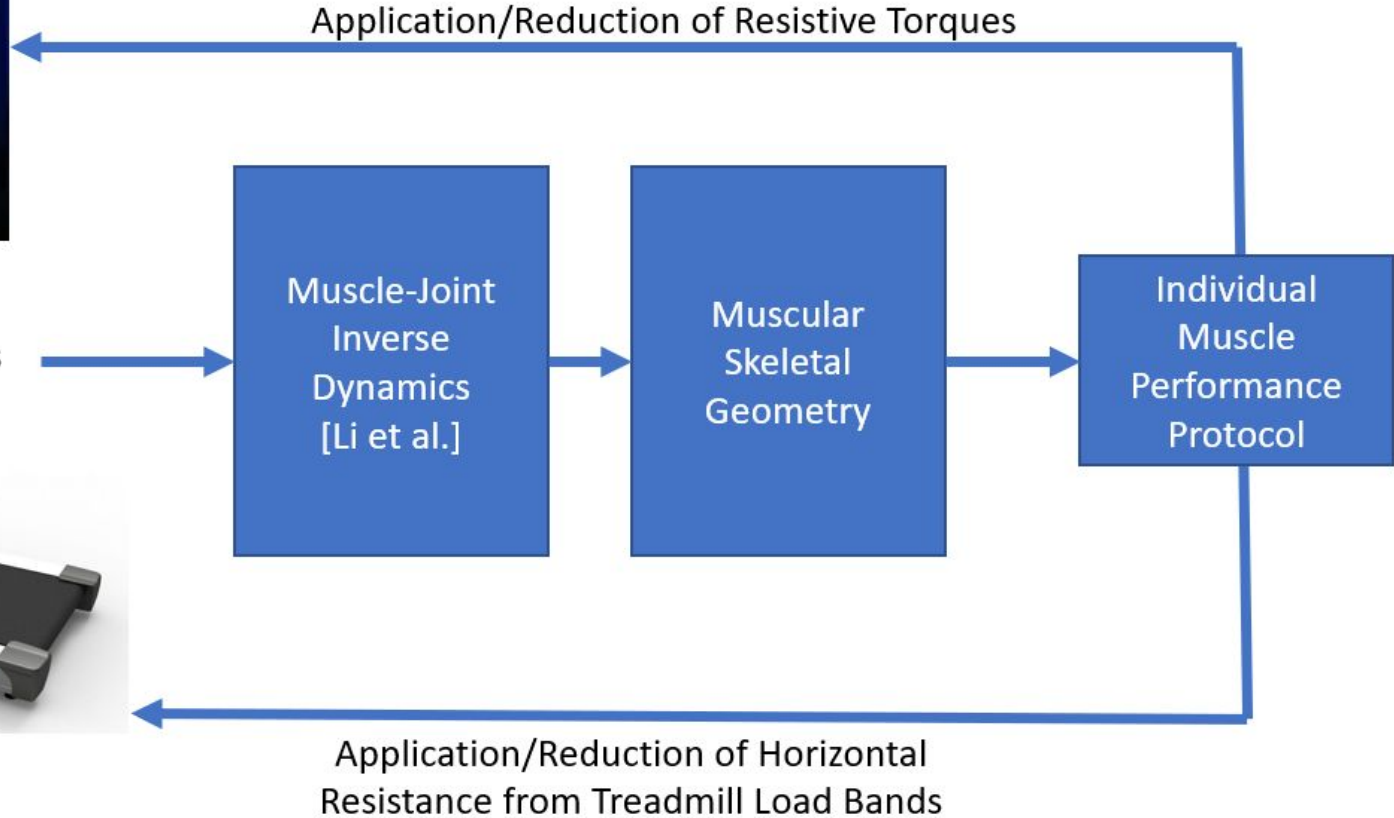 Application/Reduction of Resistive Torques
Muscle-Joint
Inverse
Dynamics
[Li et al.]
Muscular
Skeletal
Geometry
Individual
Muscle
Performance
Protocol
Application/Reduction of Horizontal
Resistance from Treadmill Load Bands